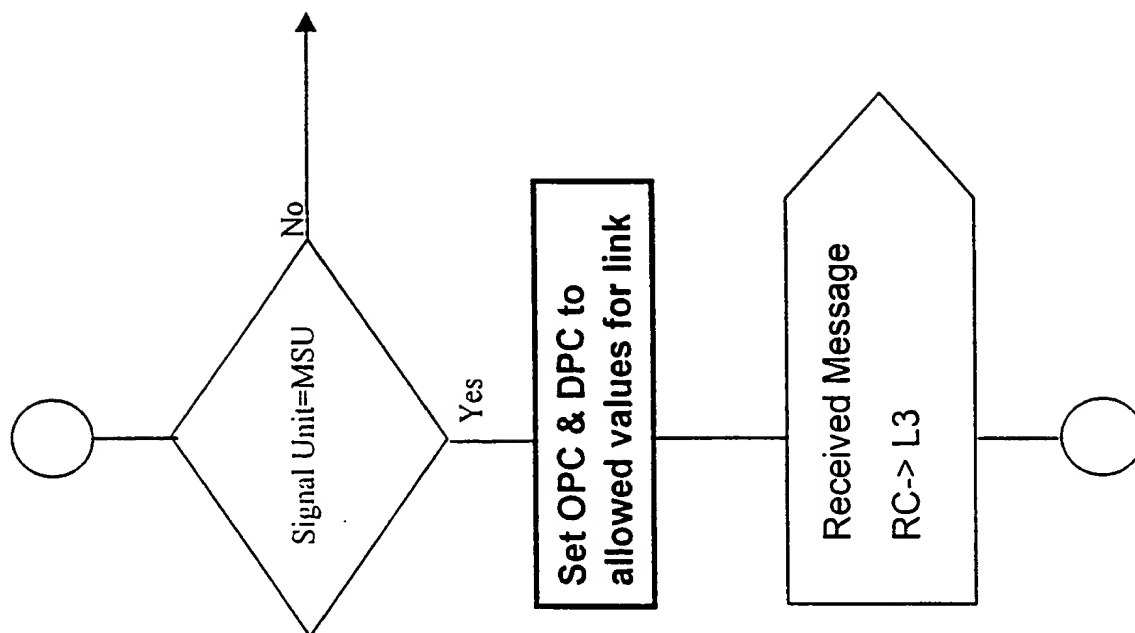 Signal Unit=MSU
No
Yes
Set OPC & DPC to
allowed values for link
Received Message
RC-> L3